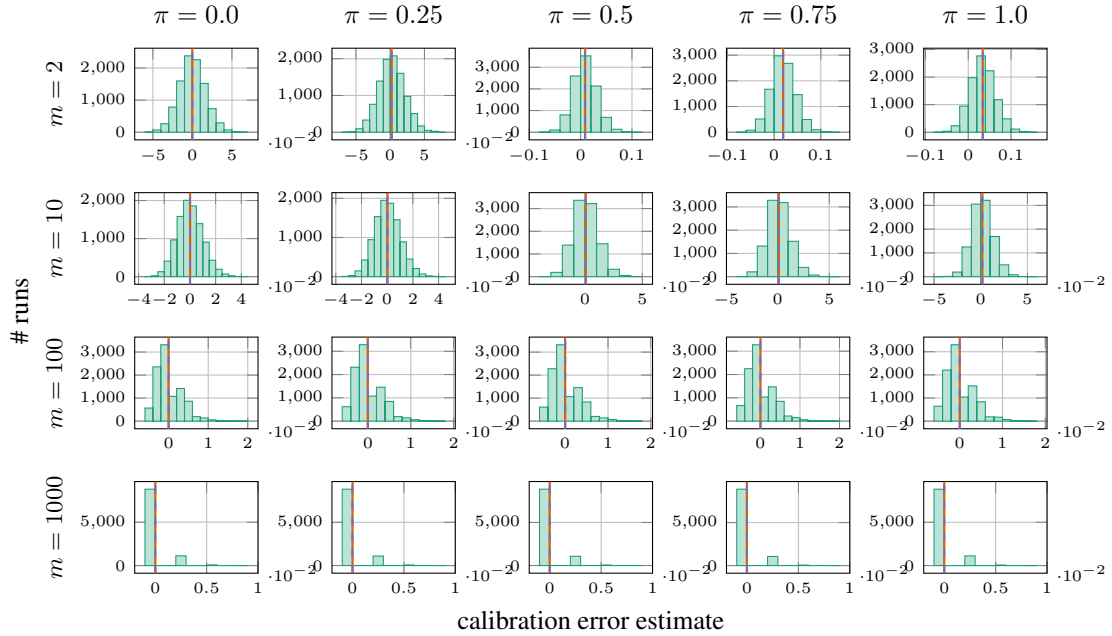 π = 0.0 π = 0.25 π = 0.5 π = 0.75 π = 1.0
m = 2
2,000 1,000 0
−5 0 5 ·10−2
2,000 1,000 0
−5 0 5 ·10−2
3,000 2,000 1,000 0
−0.1 0 0.1
3,000 2,000 1,000 0
−0.1 0 0.1
3,000 2,000 1,000 0
−0.1 0 0.1
m = 10
2,000 1,000 0
−4 −2 0 2 4 ·10−2
2,000 1,000 0
−4 −2 0 2 4 ·10−2
3,000 2,000 1,000 0
0 5 ·10−2
3,000 2,000 1,000 0
−5 0 5 ·10−2
3,000 2,000 1,000 0
−5 0 5 ·10−2
# runs
m = 100
3,000 2,000 1,000 0
0 1 2 ·10−2
3,000 2,000 1,000 0
0 1 2 ·10−2
3,000 2,000 1,000 0
0 1 2 ·10−2
3,000 2,000 1,000 0
0 1 2 ·10−2
3,000 2,000 1,000 0
0 1 2 ·10−2
m = 1000
5,000 0
0 0.5 1 ·10−2
5,000 0
0 0.5 1 ·10−2
5,000 0
0 0.5 1 ·10−2
5,000 0
0 0.5 1 ·10−2
5,000 0
0 0.5 1 ·10−2
calibration error estimate